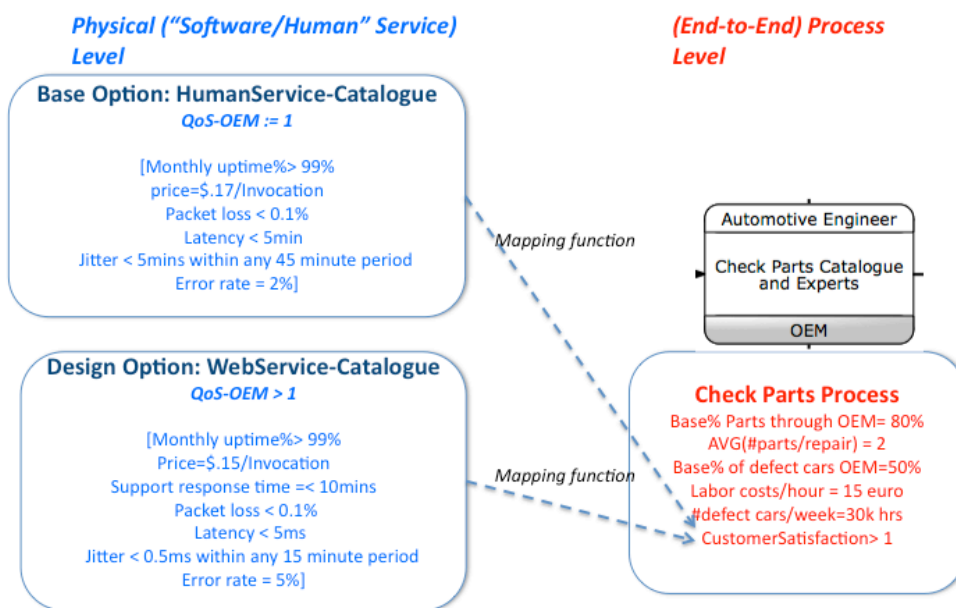 Physical (“Software/Human” Service)
Level
(End-to-End) Process
Level
Base Option: HumanService-Catalogue
QoS-OEM := 1
[Monthly uptime%> 99%
price=$.17/Invocation
Packet loss < 0.1%
Latency < 5min
Jitter < 5mins within any 45 minute period
Error rate = 2%]
Mapping function
Automotive Engineer
Check Parts Catalogue
and Experts
OEM
Design Option: WebService-Catalogue
QoS-OEM > 1
[Monthly uptime%> 99%
Price=$.15/Invocation
Support response time =< 10mins
Packet loss < 0.1%
Latency < 5ms
Jitter < 0.5ms within any 15 minute period
Error rate = 5%]
Mapping function
Check Parts Process
Base% Parts through OEM= 80%
AVG(#parts/repair) = 2
Base% of defect cars OEM=50%
Labor costs/hour = 15 euro
#defect cars/week=30k hrs
CustomerSatisfaction> 1